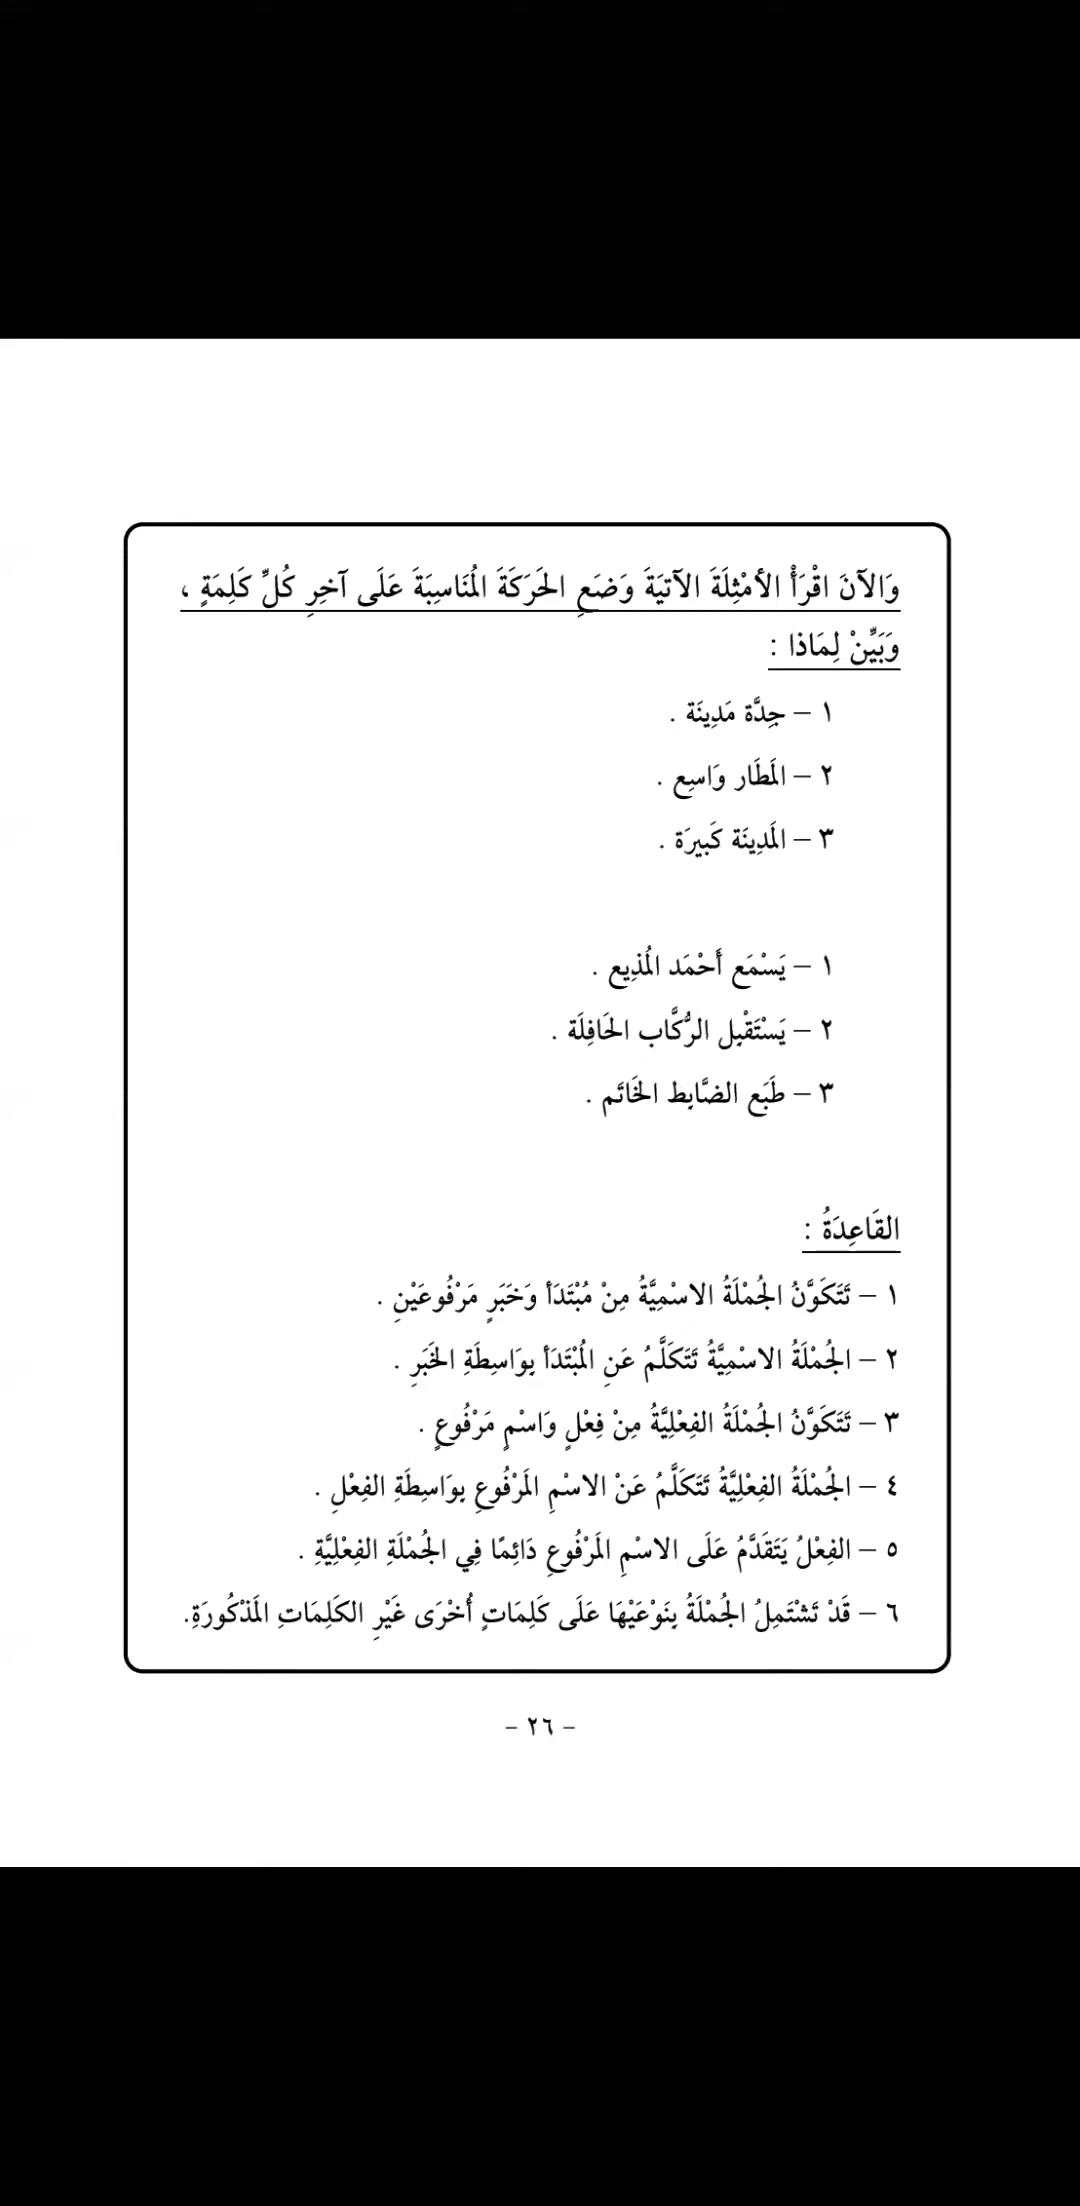 وَالآنَ اقْرَأْ الأَمْثِلَةَ الآتِيَةَ وَضَعِ الحَرَكَةَ المُنَاسِبَةَ عَلَى آخِرِ كُلِّ كَلِمَةٍ ،
وَبَيِّنْ لِمَاذا :
١ – جِدَّة مَدِينَة .
٢ – المَطَار وَاسِع .
٣ – المَدِينَة كَبِيرَة .
١ – يَسْمَع أَحْمَد المُذِيع .
٢ – يَسْتَقْبِل الرُّكَّاب الحَافِلَة .
٣ – طَبَع الضَّابِط الخَاتَم .
القَاعِدَةُ :
١ – تَتَكَوَّنُ الجُمْلَةُ الاسْمِيَّةُ مِنْ مُبْتَدَأ وَخَبَرٍ مَرْفُوعَيْنِ .
٢ – الجُمْلَةُ الاسْمِيَّةُ تَتَكَلَّمُ عَنِ المُبْتَدَأ بِوَاسِطَةِ الخَبَرِ .
٣ – تَتَكَوَّنُ الجُمْلَةُ الفِعْلِيَّةُ مِنْ فِعْلٍ وَاسْمٍ مَرْفُوعٍ .
٤ – الجُمْلَةُ الفِعْلِيَّةُ تَتَكَلَّمُ عَنْ الاسْمِ المَرْفُوعِ بِوَاسِطَةِ الفِعْلِ .
٥ – الفِعْلُ يَتَقَدَّمُ عَلَى الاسْمِ المَرْفُوعِ دَائِمًا فِي الجُمْلَةِ الفِعْلِيَّةِ .
٦ – قَدْ تَشْتَمِلُ الجُمْلَةُ بِنَوْعَيْهَا عَلَى كَلِمَاتٍ أُخْرَى غَيْرِ الكَلِمَاتِ المَذْكُورَةِ.
– ٢٦ –